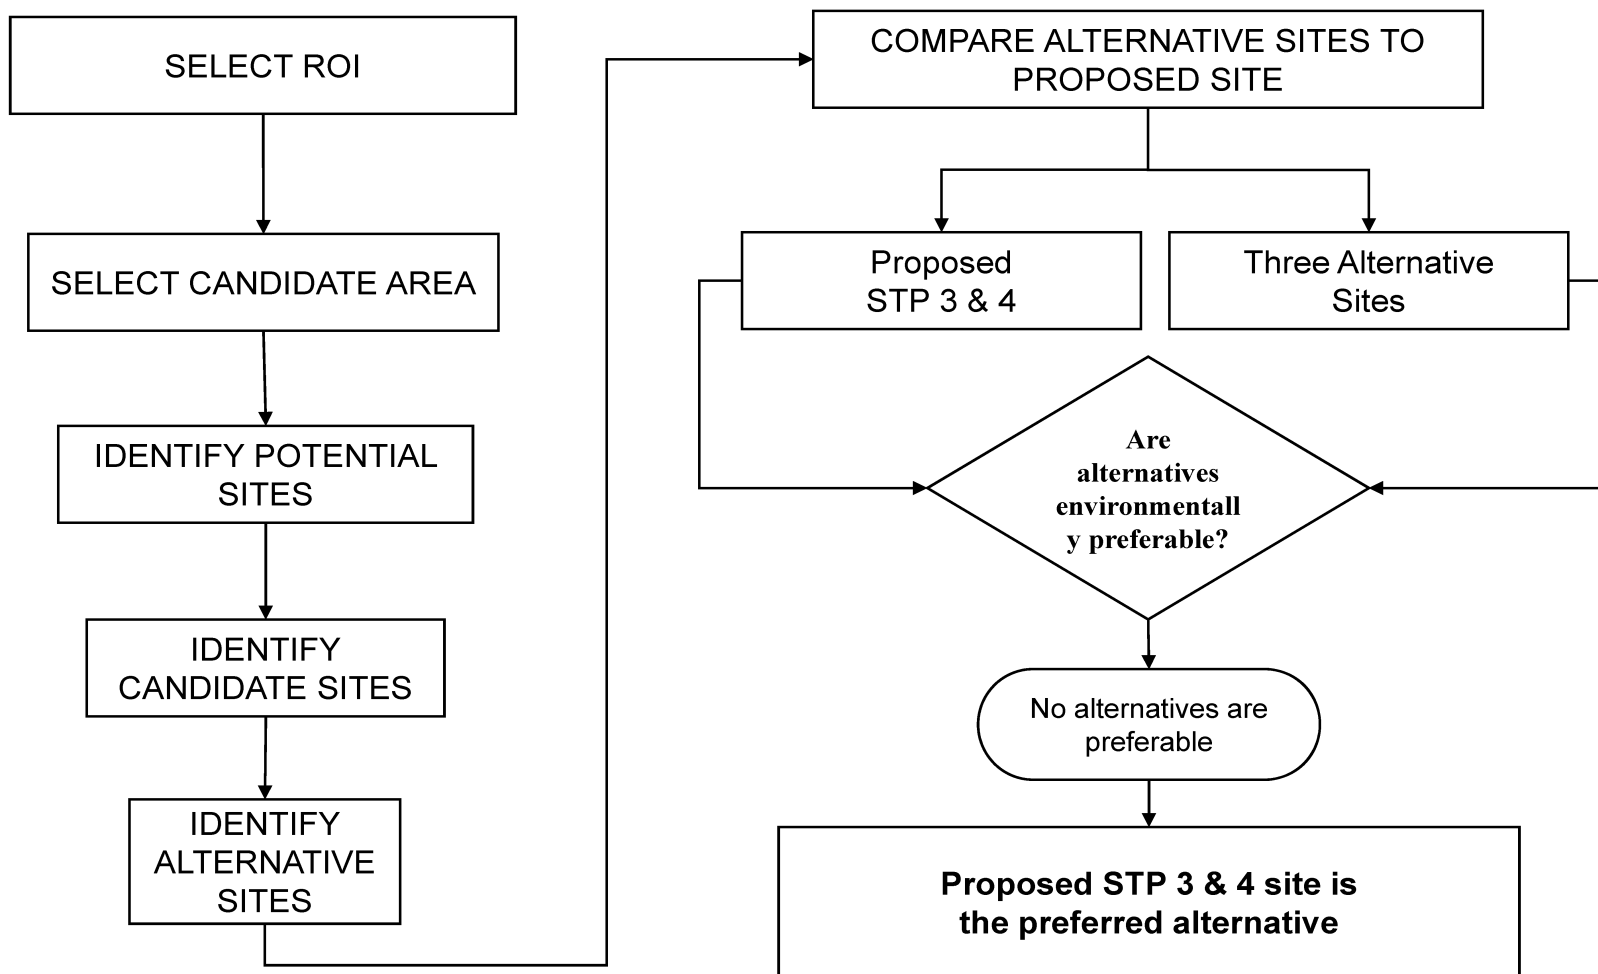 SELECT ROI
SELECT CANDIDATE AREA
IDENTIFY POTENTIAL
SITES
IDENTIFY
CANDIDATE SITES
IDENTIFY
ALTERNATIVE
SITES
COMPARE ALTERNATIVE SITES TO
PROPOSED SITE
Proposed
STP 3 & 4
Three Alternative
Sites
Are
alternatives
environmentall
y preferable?
No alternatives are
preferable
Proposed STP 3 & 4 site is
the preferred alternative